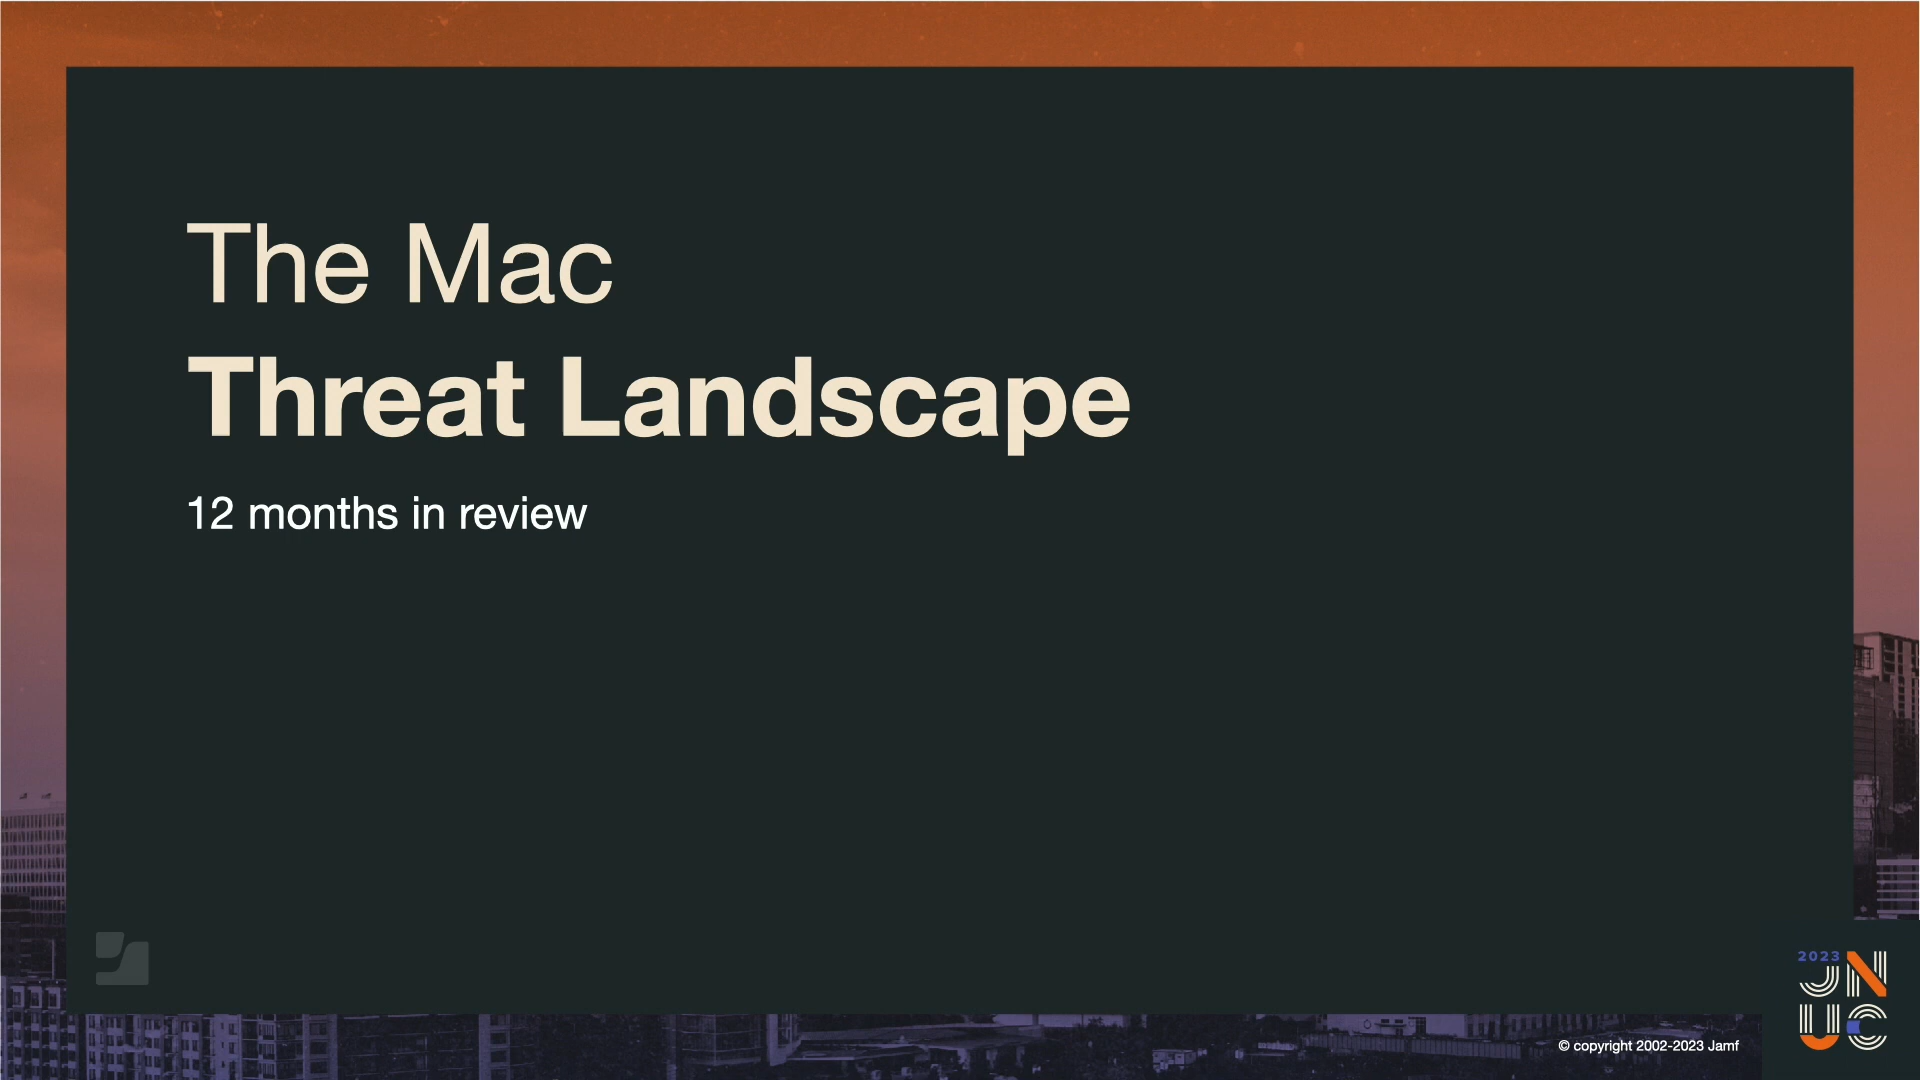 The Mac
Threat Landscape
12 months in review
© copyright 2002-2023 Jamf
2023
JN
UC